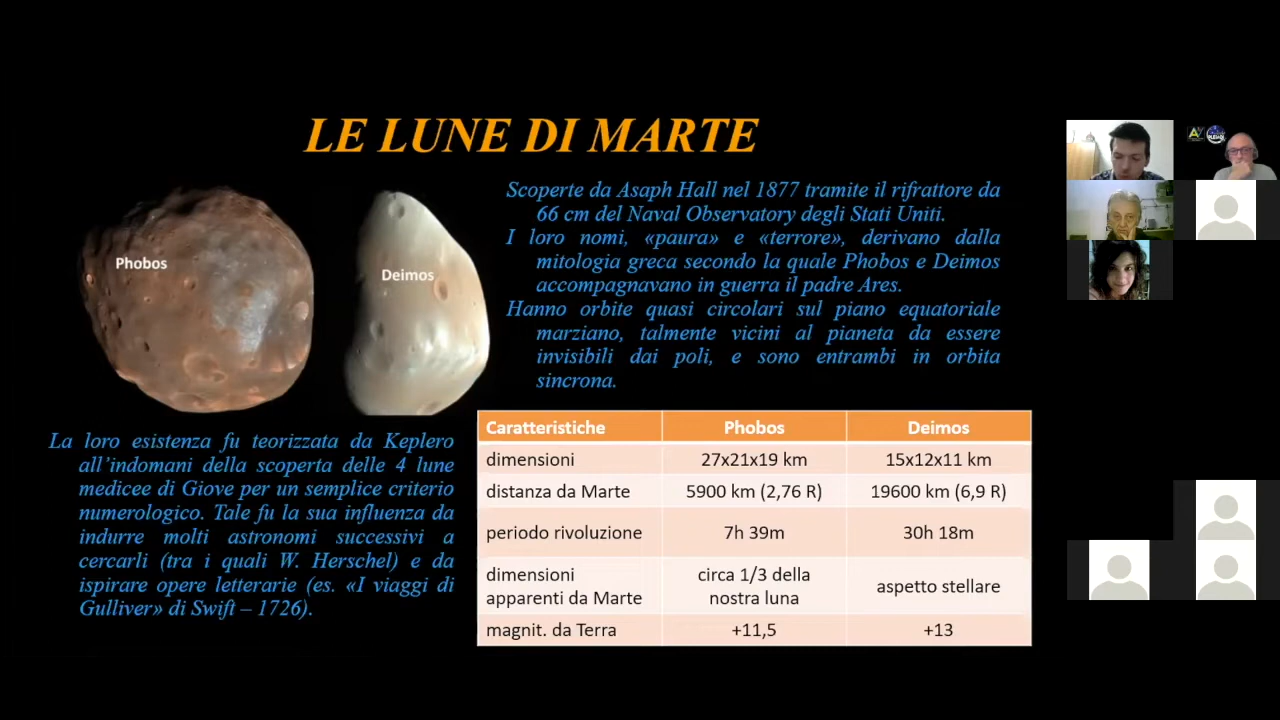 LE LUNE DI MARTE
Phobos
Deimos
Scoperte da Asaph Hall nel 1877 tramite il rifrattore da
66 cm del Naval Observatory degli Stati Uniti.
I loro nomi, «paura» e «terrore», derivano dalla
mitologia greca secondo la quale Phobos e Deimos
accompagnavano in guerra il padre Ares.
Hanno orbite quasi circolari sul piano equatoriale
marziano, talmente vicini al pianeta da essere
invisibili dai poli, e sono entrambi in orbita
sincrona.
La loro esistenza fu teorizzata da Keplero
all’indomani della scoperta delle 4 lune
medicee di Giove per un semplice criterio
numerologico. Tale fu la sua influenza da
indurre molti astronomi successivi a
cercarli (tra i quali W. Herschel) e da
ispirare opere letterarie (es. «I viaggi di
Gulliver» di Swift – 1726).
Caratteristiche Phobos Deimos
dimensioni 27x21x19 km 15x12x11 km
distanza da Marte 5900 km (2,76 R) 19600 km (6,9 R)
periodo rivoluzione 7h 39m 30h 18m
dimensioni apparenti da Marte circa 1/3 della nostra luna aspetto stellare
magnit. da Terra +11,5 +13